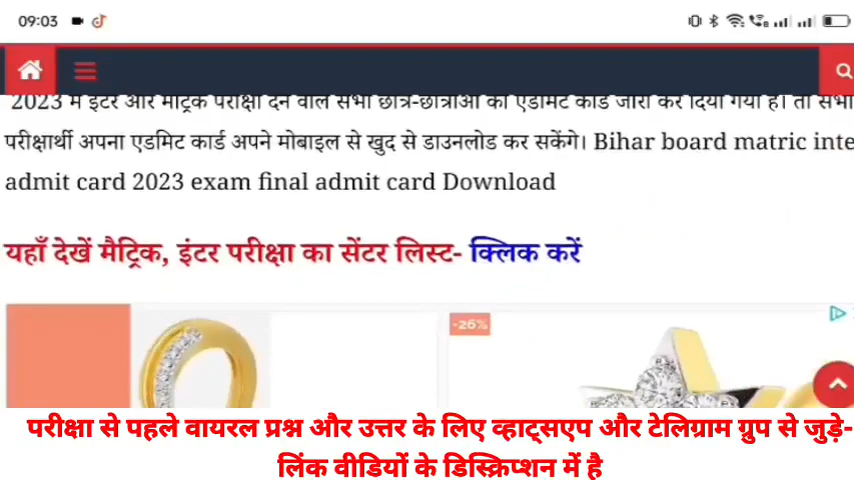 09:03
2023 में इंटर और मैट्रिक परीक्षा देने वाले सभी छात्र-छात्राओं का एडमिट कार्ड जारी कर दिया गया है। तो सभी
परीक्षार्थी अपना एडमिट कार्ड अपने मोबाइल से खुद से डाउनलोड कर सकेंगे। Bihar board matric inte
admit card 2023 exam final admit card Download
यहाँ देखें मैट्रिक, इंटर परीक्षा का सेंटर लिस्ट- क्लिक करें
-26%
परीक्षा से पहले वायरल प्रश्न और उत्तर के लिए व्हाट्सएप और टेलिग्राम ग्रुप से जुड़े-
लिंक वीडियों के डिस्क्रिप्शन में है